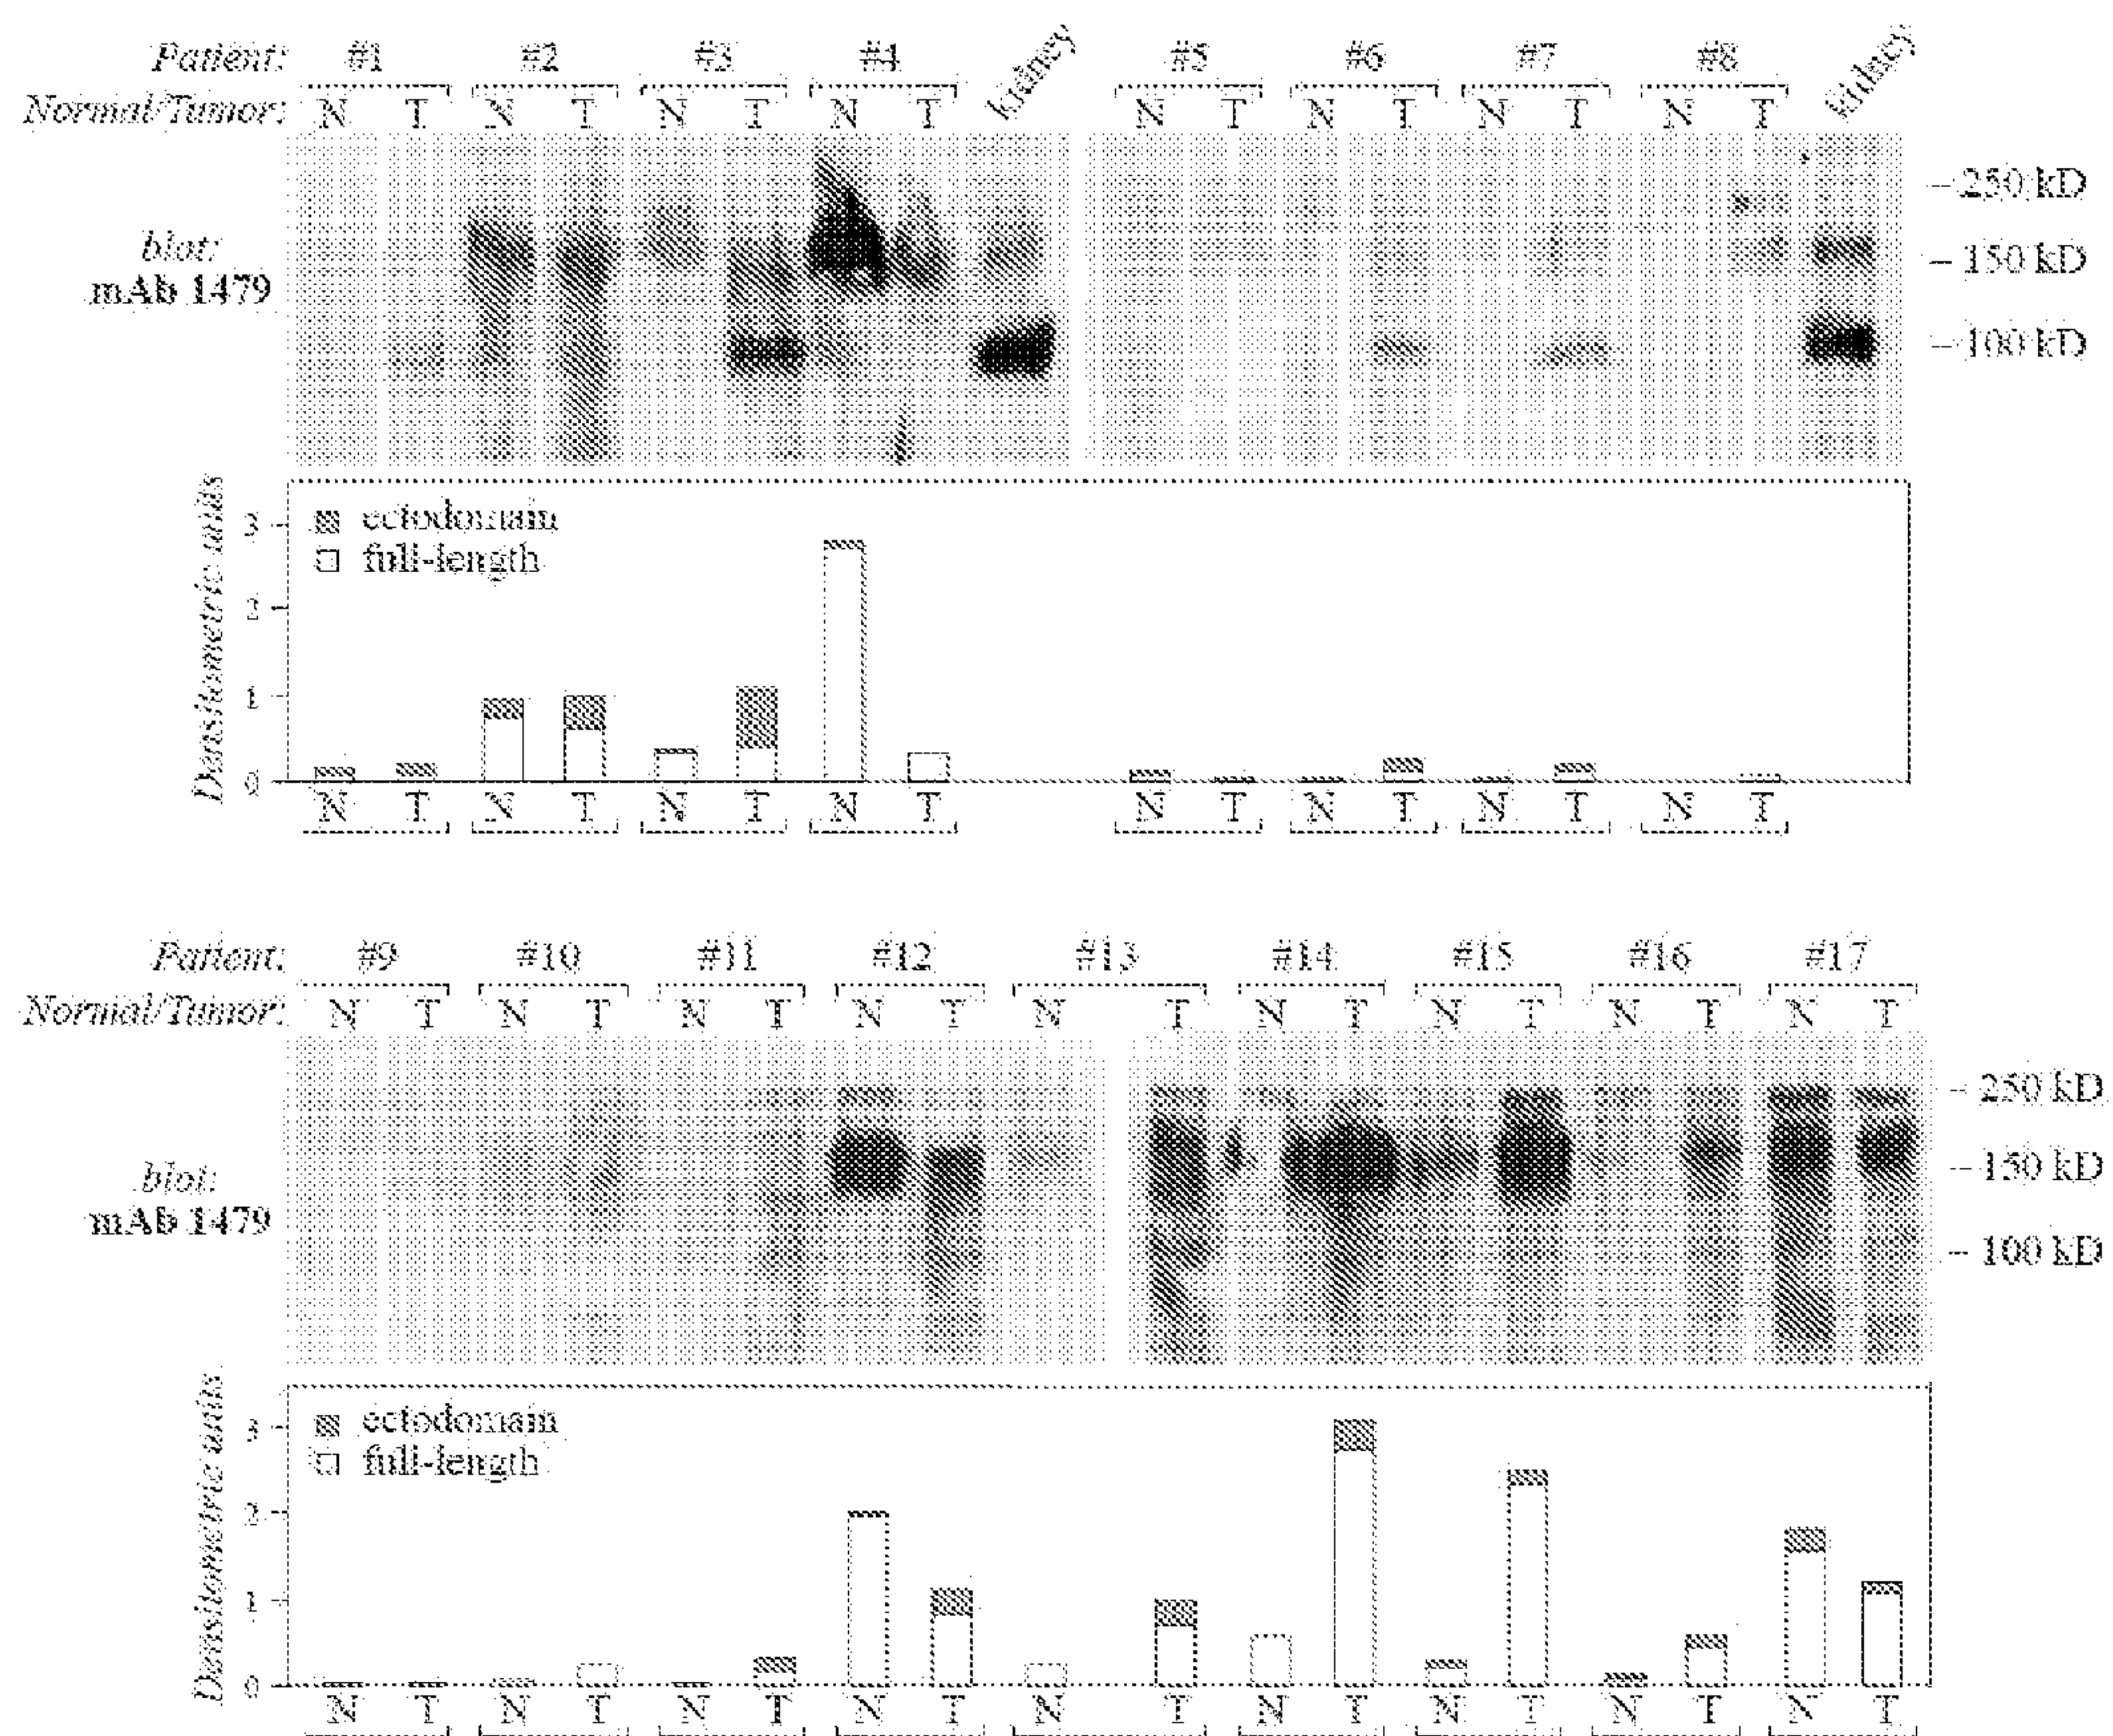 Patient: #1 #2 #3 #4 kidney #5 #6 #7 #8 kidney
Normal/Tumor: N T N T N T N T N T N T N T N T
– 250 kD
blot: – 150 kD
mAb 1479
– 100 kD
Densitometric units
3 ectodomain
full-length
2
1
0
N T N T N T N T N T N T N T N T
Patient: #9 #10 #11 #12 #13 #14 #15 #16 #17
Normal/Tumor: N T N T N T N T N T N T N T N T N T
– 250 kD
blot: – 150 kD
mAb 1479
– 100 kD
Densitometric units
3 ectodomain
full-length
2
1
0
N T N T N T N T N T N T N T N T N T